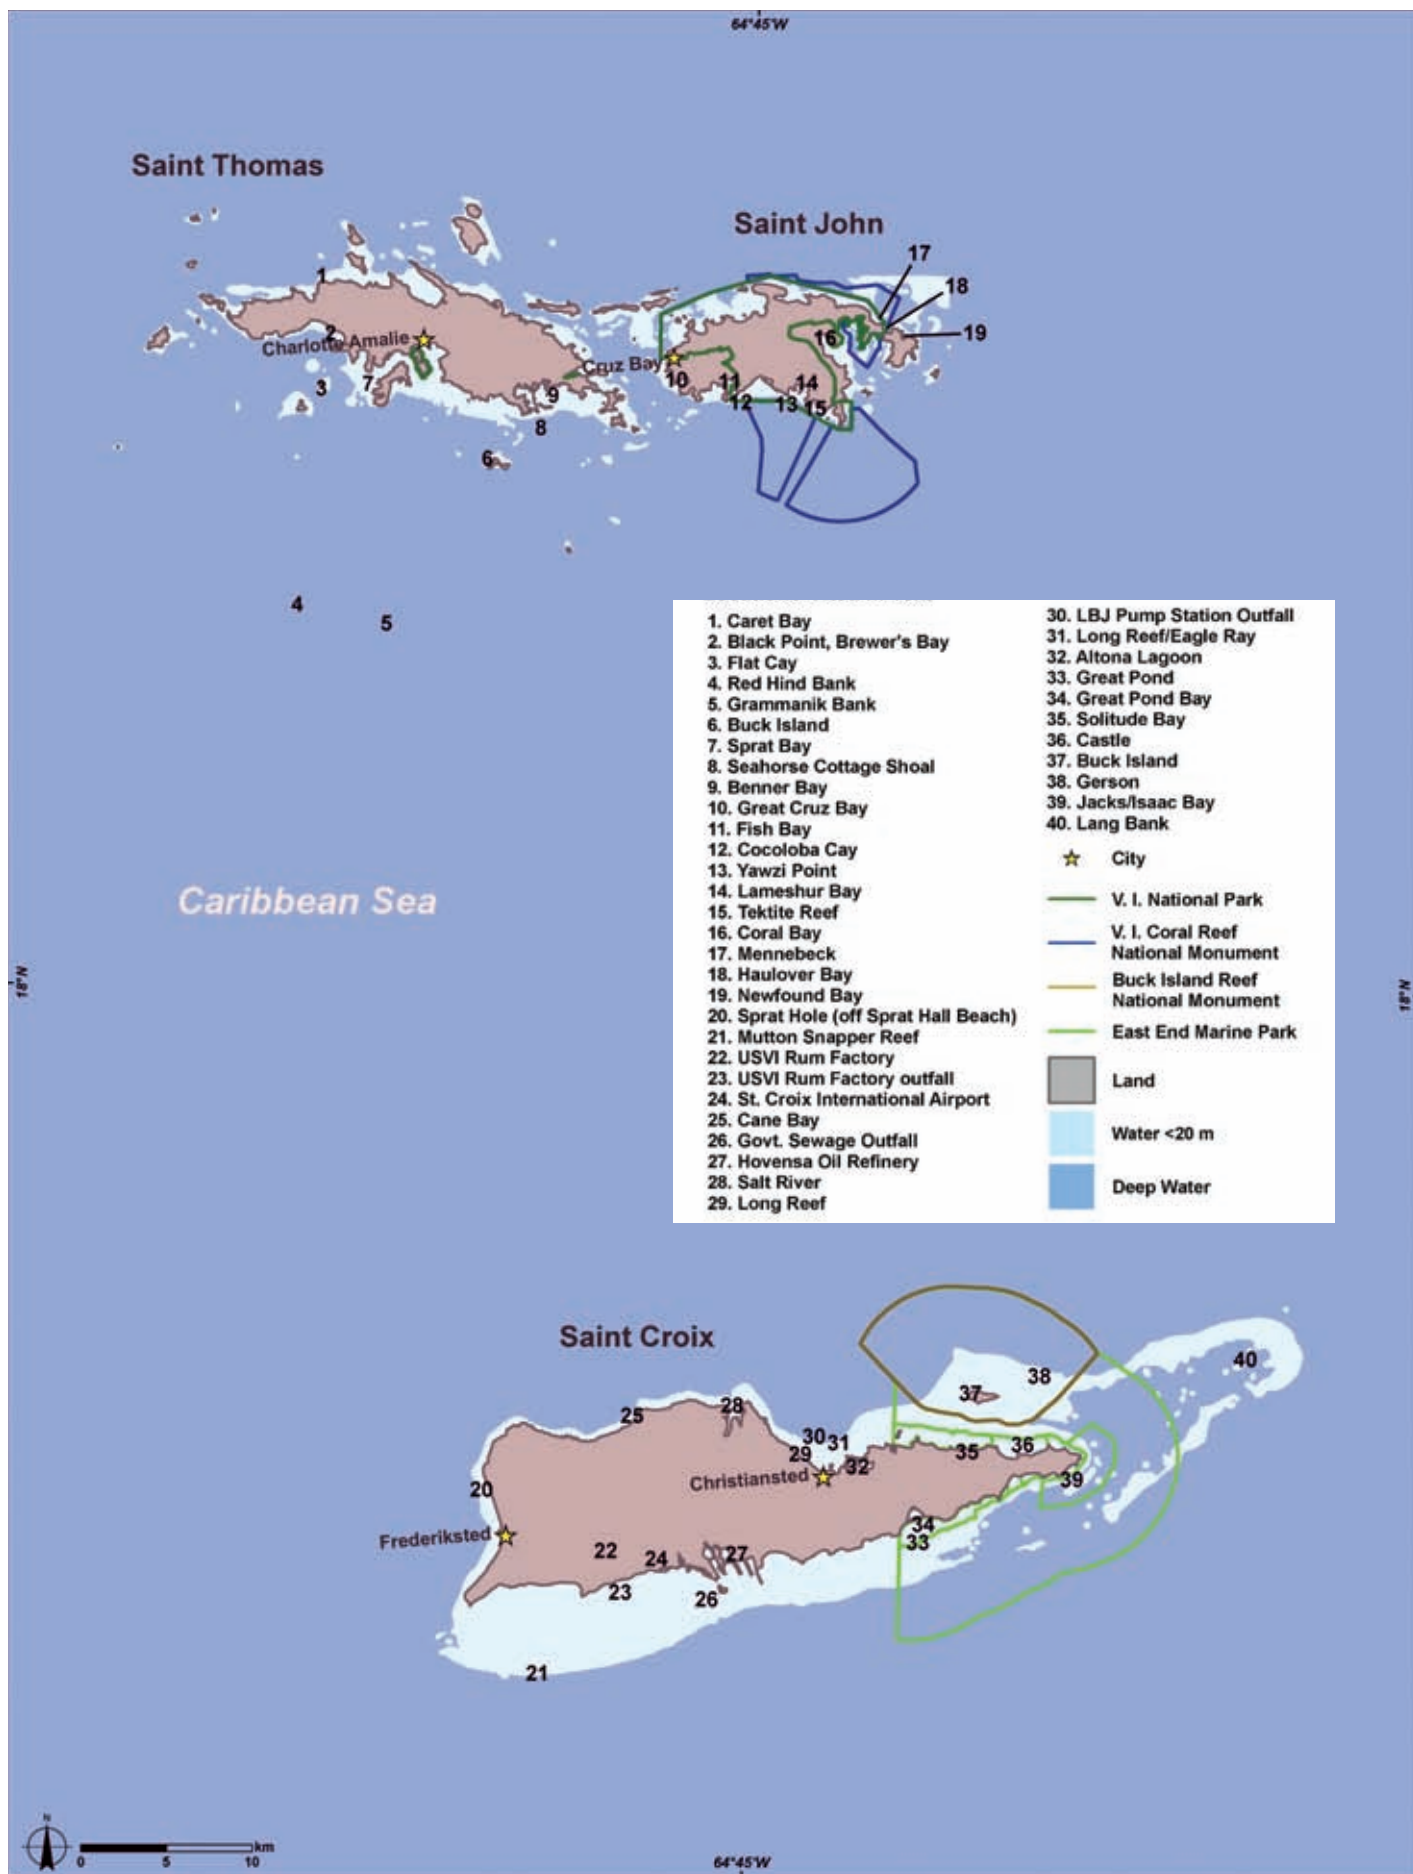 64°45'W
Saint Thomas
Saint John
17
18
1
19
2
16
Charlotte Amalie
Cruz Bay
3
7
10
11
14
9
12
13
15
8
6
4
5
1. Caret Bay
2. Black Point, Brewer's Bay
3. Flat Cay
4. Red Hind Bank
5. Grammanik Bank
6. Buck Island
7. Sprat Bay
8. Seahorse Cottage Shoal
9. Benner Bay
10. Great Cruz Bay
11. Fish Bay
12. Cocoloba Cay
13. Yawzi Point
14. Lameshur Bay
15. Tektite Reef
16. Coral Bay
17. Mennebeck
18. Haulover Bay
19. Newfound Bay
20. Sprat Hole (off Sprat Hall Beach)
21. Mutton Snapper Reef
22. USVI Rum Factory
23. USVI Rum Factory outfall
24. St. Croix International Airport
25. Cane Bay
26. Govt. Sewage Outfall
27. Hovensa Oil Refinery
28. Salt River
29. Long Reef
30. LBJ Pump Station Outfall
31. Long Reef/Eagle Ray
32. Altona Lagoon
33. Great Pond
34. Great Pond Bay
35. Solitude Bay
36. Castle
37. Buck Island
38. Gerson
39. Jacks/Isaac Bay
40. Lang Bank
City
V. I. National Park
V. I. Coral Reef
National Monument
Buck Island Reef
National Monument
East End Marine Park
Land
Water <20 m
Deep Water
Caribbean Sea
18°N
18°N
Saint Croix
40
38
37
28
25
30
31
29
36
35
32
Christiansted
39
20
34
Frederiksted
33
22
24
27
23
26
21
N
km
0
5
10
64°45'W